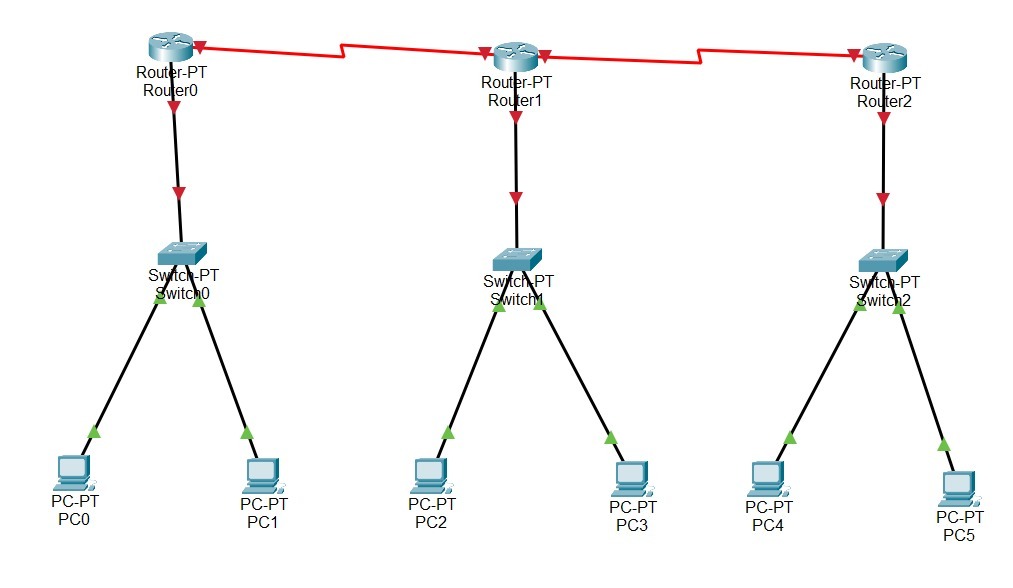 Router-PT
Router0
Router-PT
Router1
Router-PT
Router2
Switch-PT
Switch0
Switch-PT
Switch1
Switch-PT
Switch2
PC-PT
PC0
PC-PT
PC1
PC-PT
PC2
PC-PT
PC3
PC-PT
PC4
PC-PT
PC5